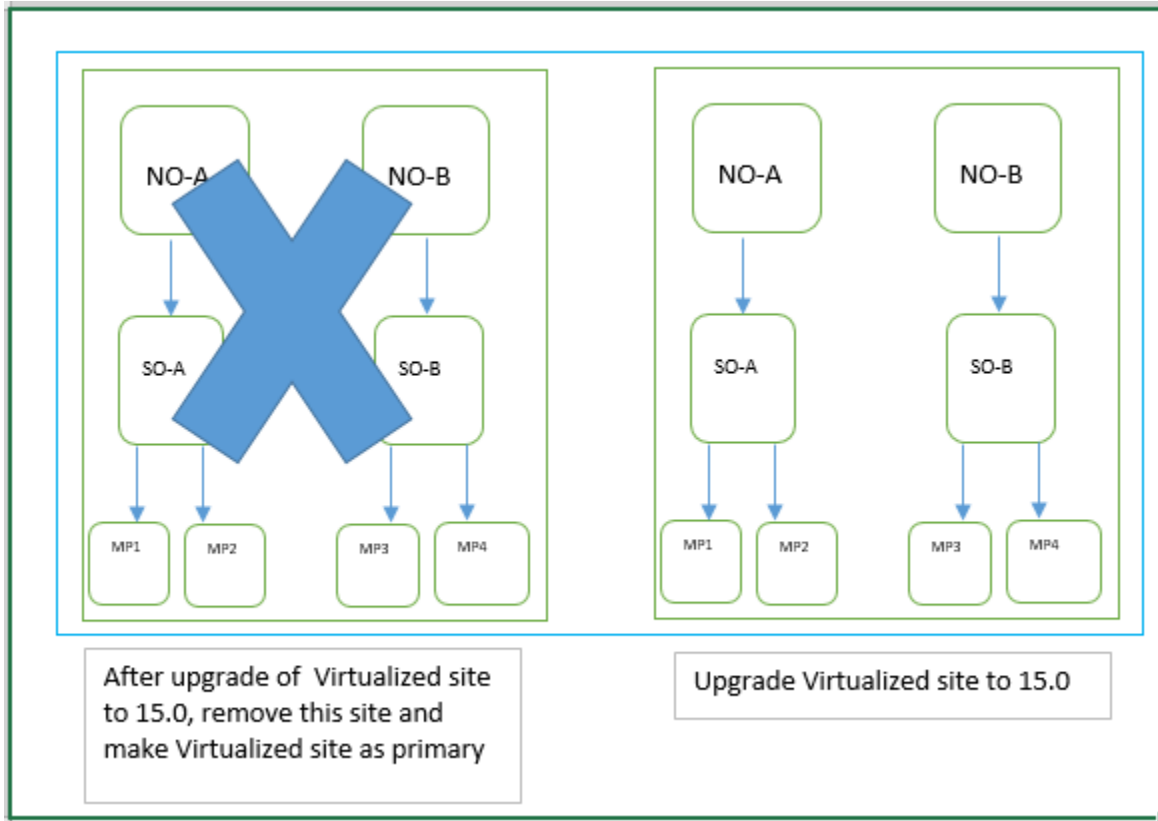 NO-A
NO-B
NO-A
NO-B
SO-A
SO-B
SO-A
SO-B
MP1
MP2
MP3
MP4
MP1
MP2
MP3
MP4
After upgrade of Virtualized site
to 15.0, remove this site and
make Virtualized site as primary
Upgrade Virtualized site to 15.0